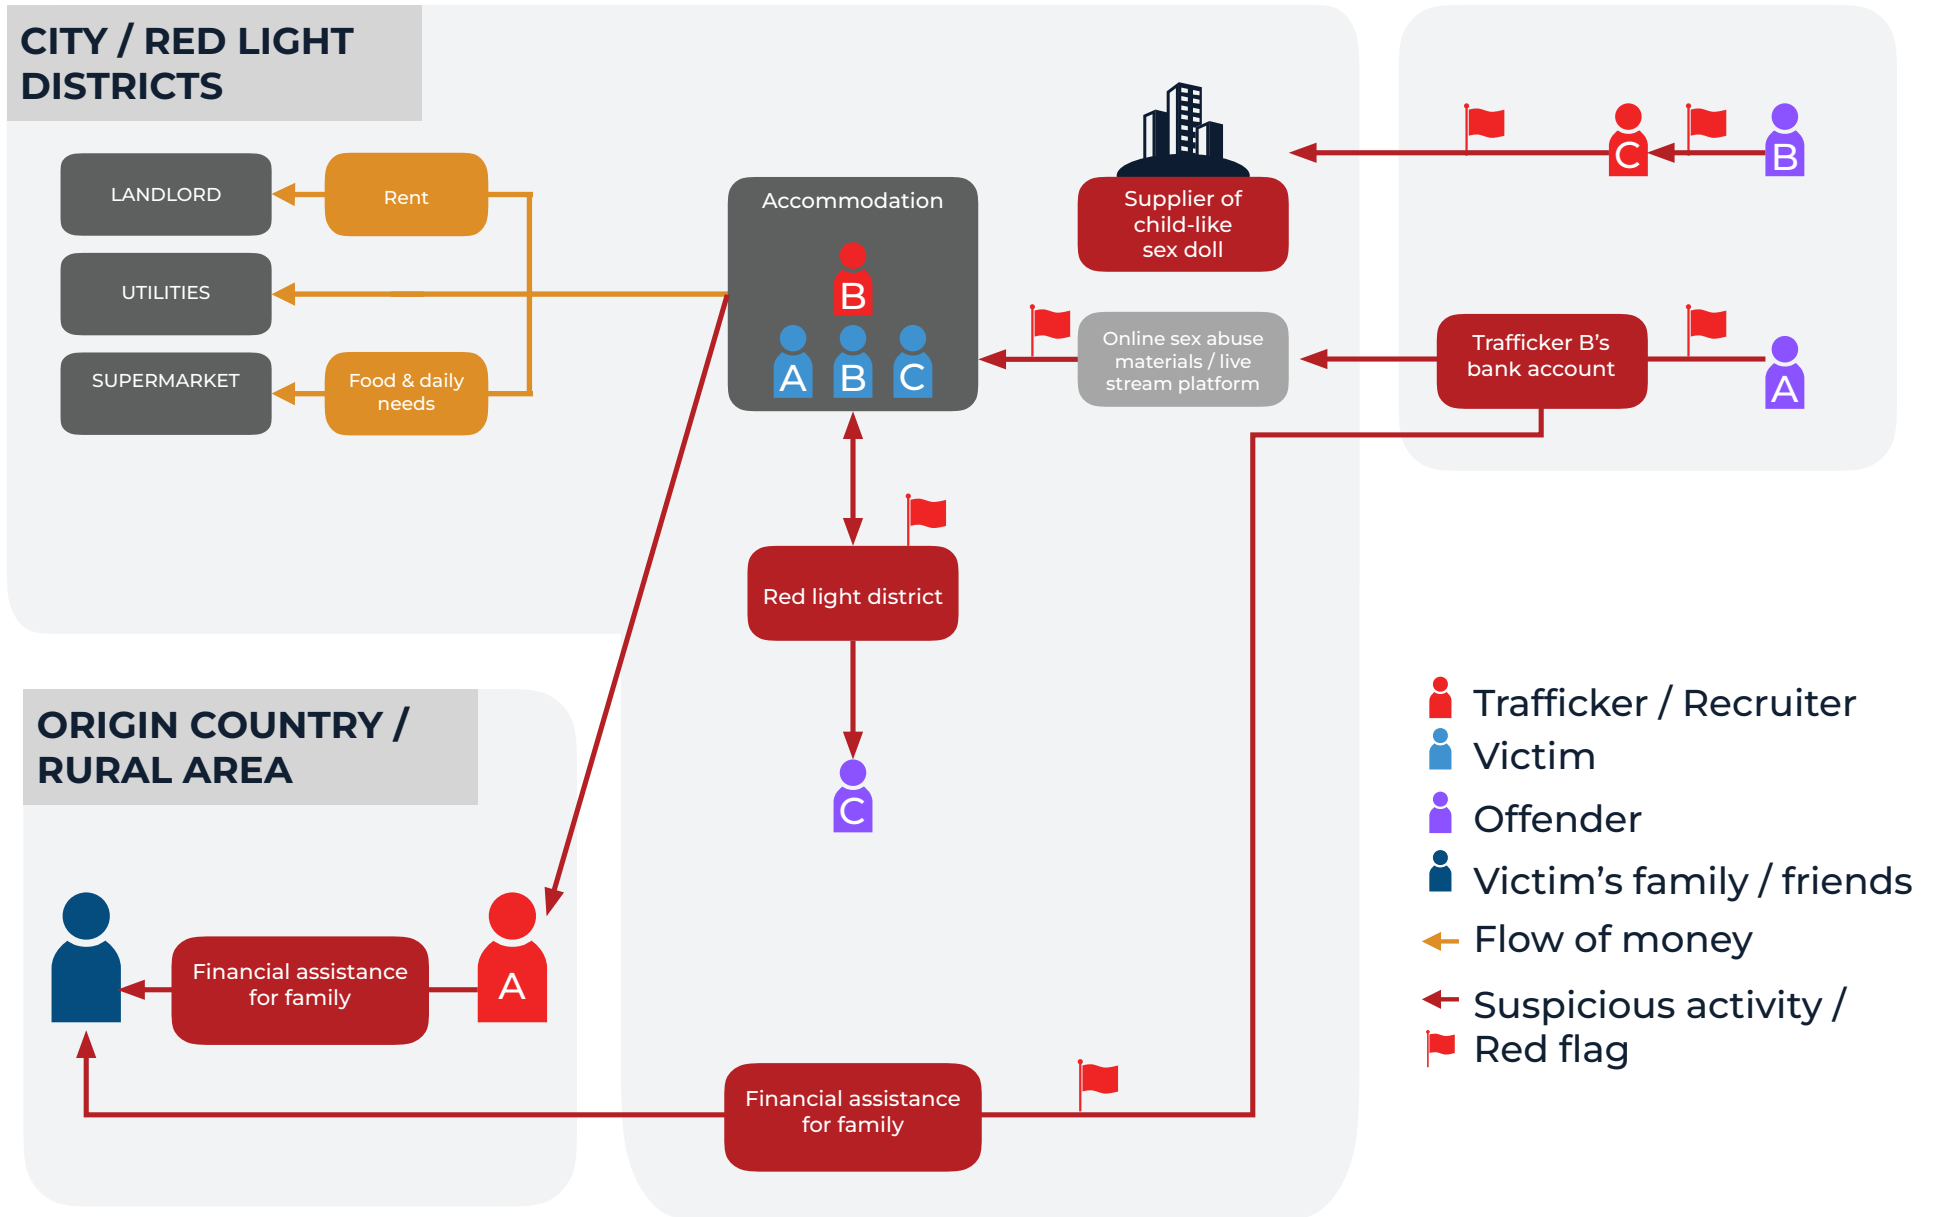 CITY / RED LIGHT
DISTRICTS
LANDLORD
Rent
UTILITIES
SUPERMARKET
Food & daily
needs
Accommodation
B
A
B
C
Supplier of
child-like
sex doll
C
B
Online sex abuse
materials / live
stream platform
Trafficker B’s
bank account
A
Red light district
C
ORIGIN COUNTRY /
RURAL AREA
Financial assistance
for family
A
Financial assistance
for family
Trafficker / Recruiter
Victim
Offender
Victim’s family / friends
Flow of money
Suspicious activity /
Red flag